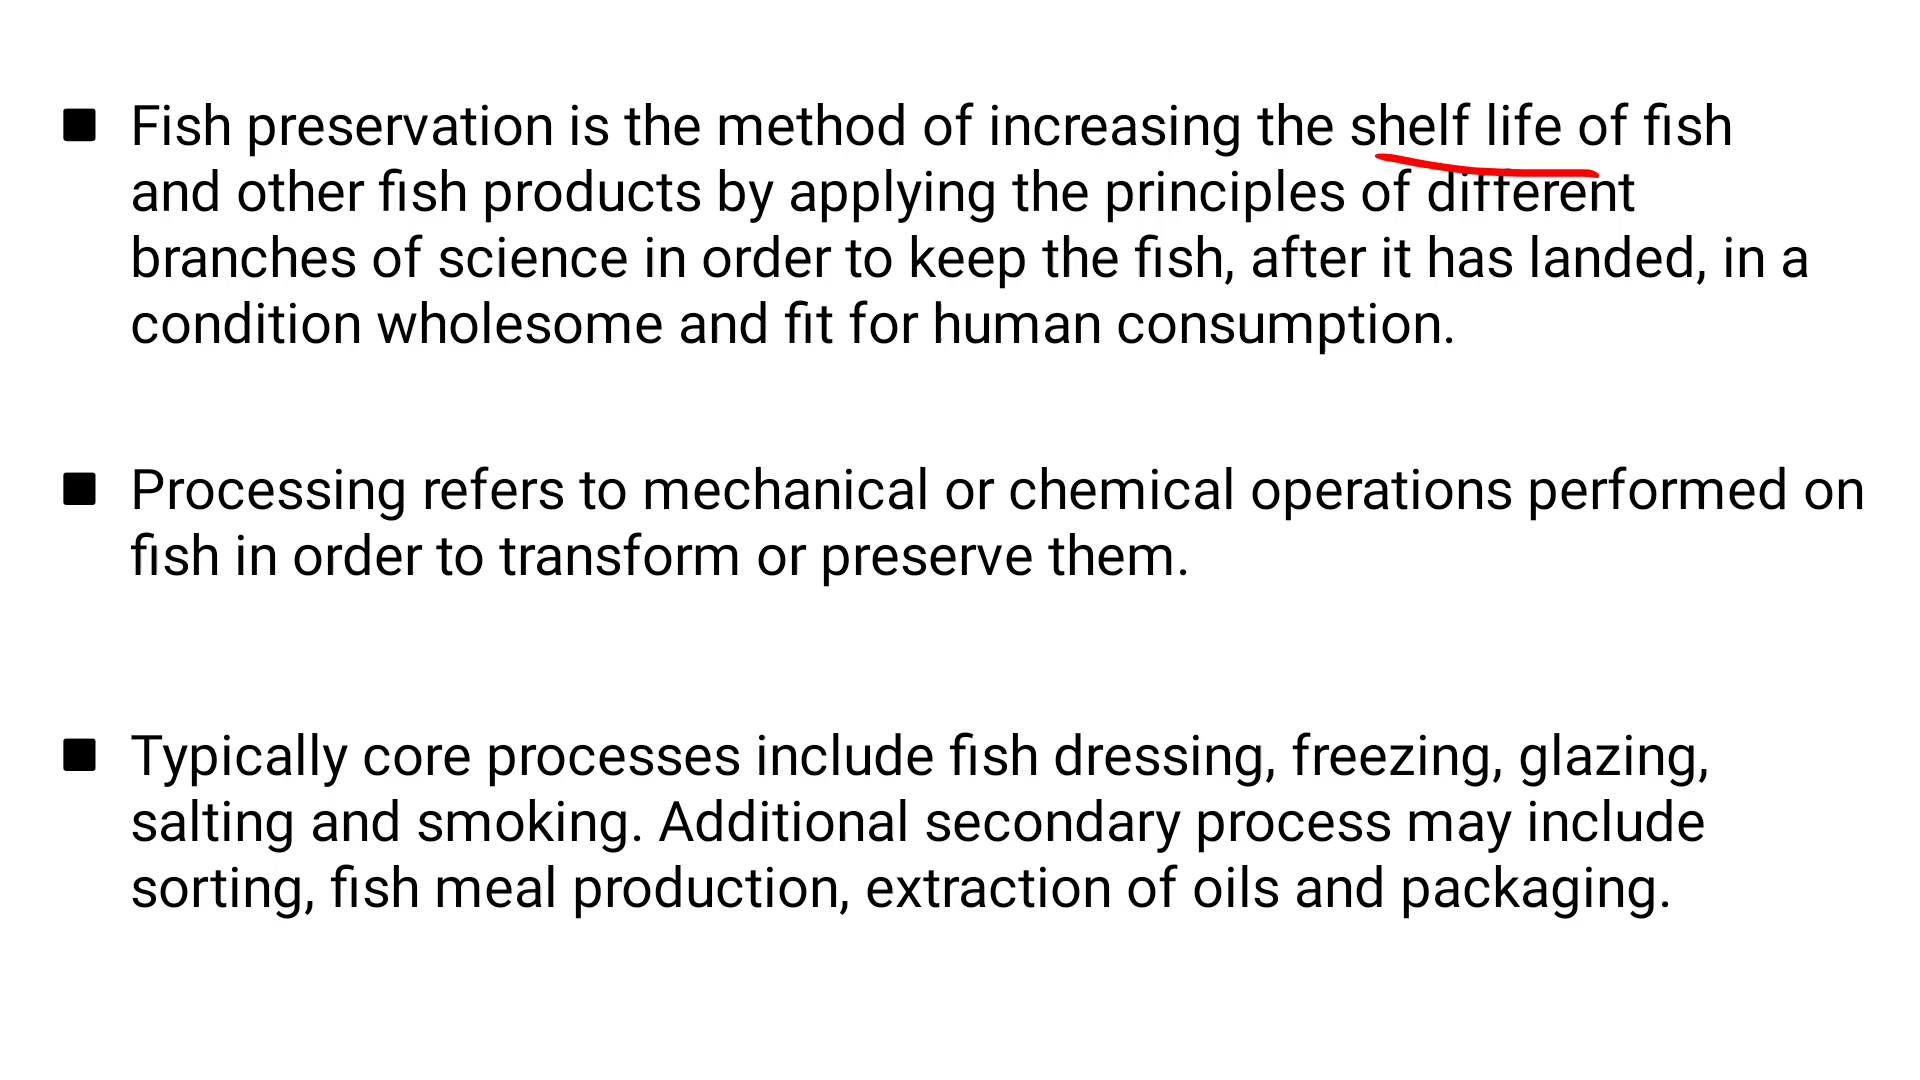 ■ Fish preservation is the method of increasing the shelf life of fish
and other fish products by applying the principles of different
branches of science in order to keep the fish, after it has landed, in a
condition wholesome and fit for human consumption.
■ Processing refers to mechanical or chemical operations performed on
fish in order to transform or preserve them.
■ Typically core processes include fish dressing, freezing, glazing,
salting and smoking. Additional secondary process may include
sorting, fish meal production, extraction of oils and packaging.